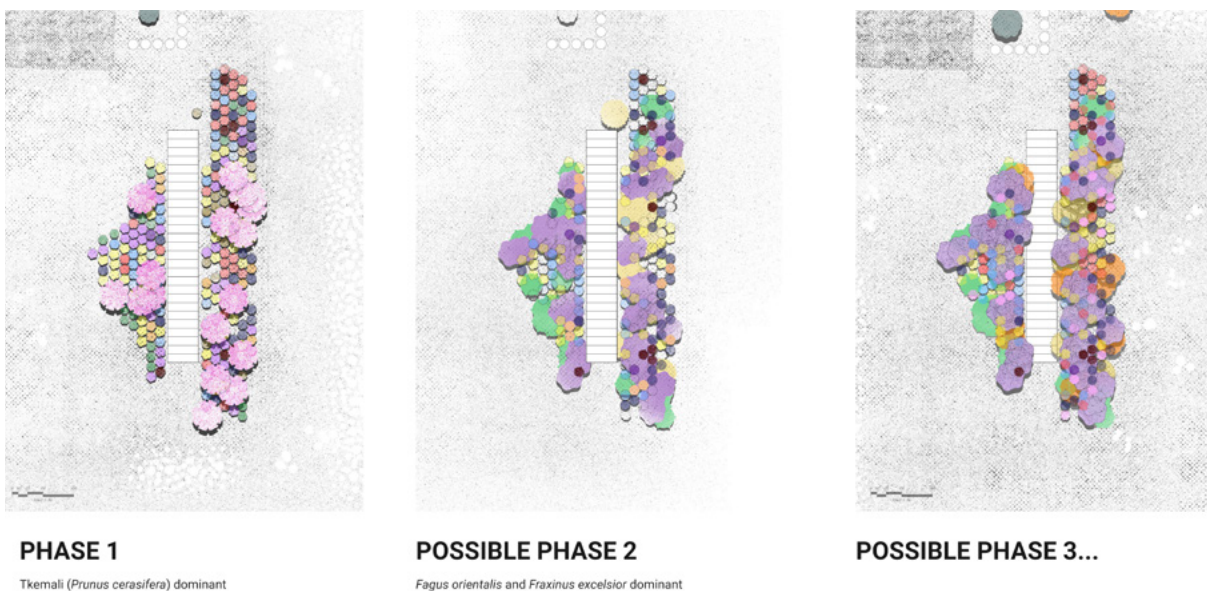 PHASE 1
Tkemali (Prunus cerasifera) dominant
POSSIBLE PHASE 2
Fagus orientalis and Fraxinus excelsior dominant
POSSIBLE PHASE 3...